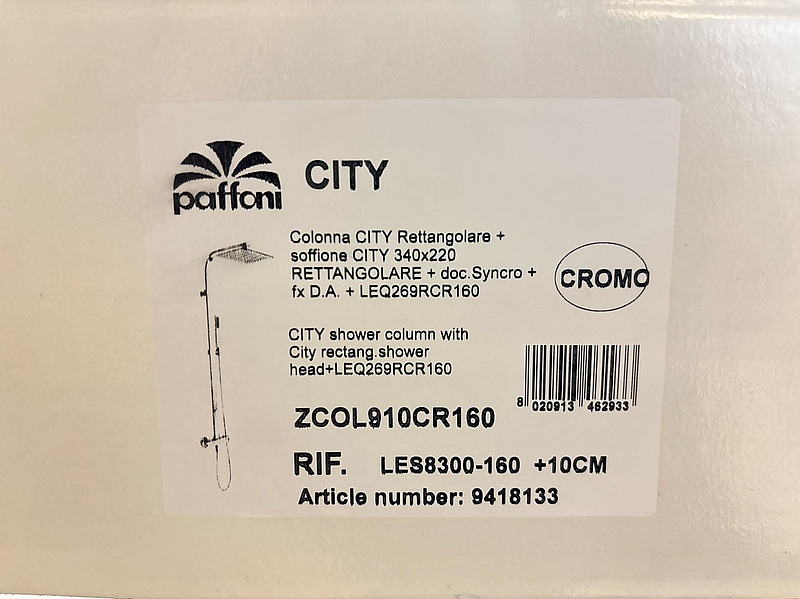 paffoni
CITY
Colonna CITY Rettangolare +
soffione CITY 340x220
RETTANGOLARE + doc.Syncro +
fx D.A. + LEQ269RCR160
CROMO
CITY shower column with
City rectang.shower
head+LEQ269RCR160
8 020913 462933
ZCOL910CR160
RIF. LES8300-160 +10CM
Article number: 9418133